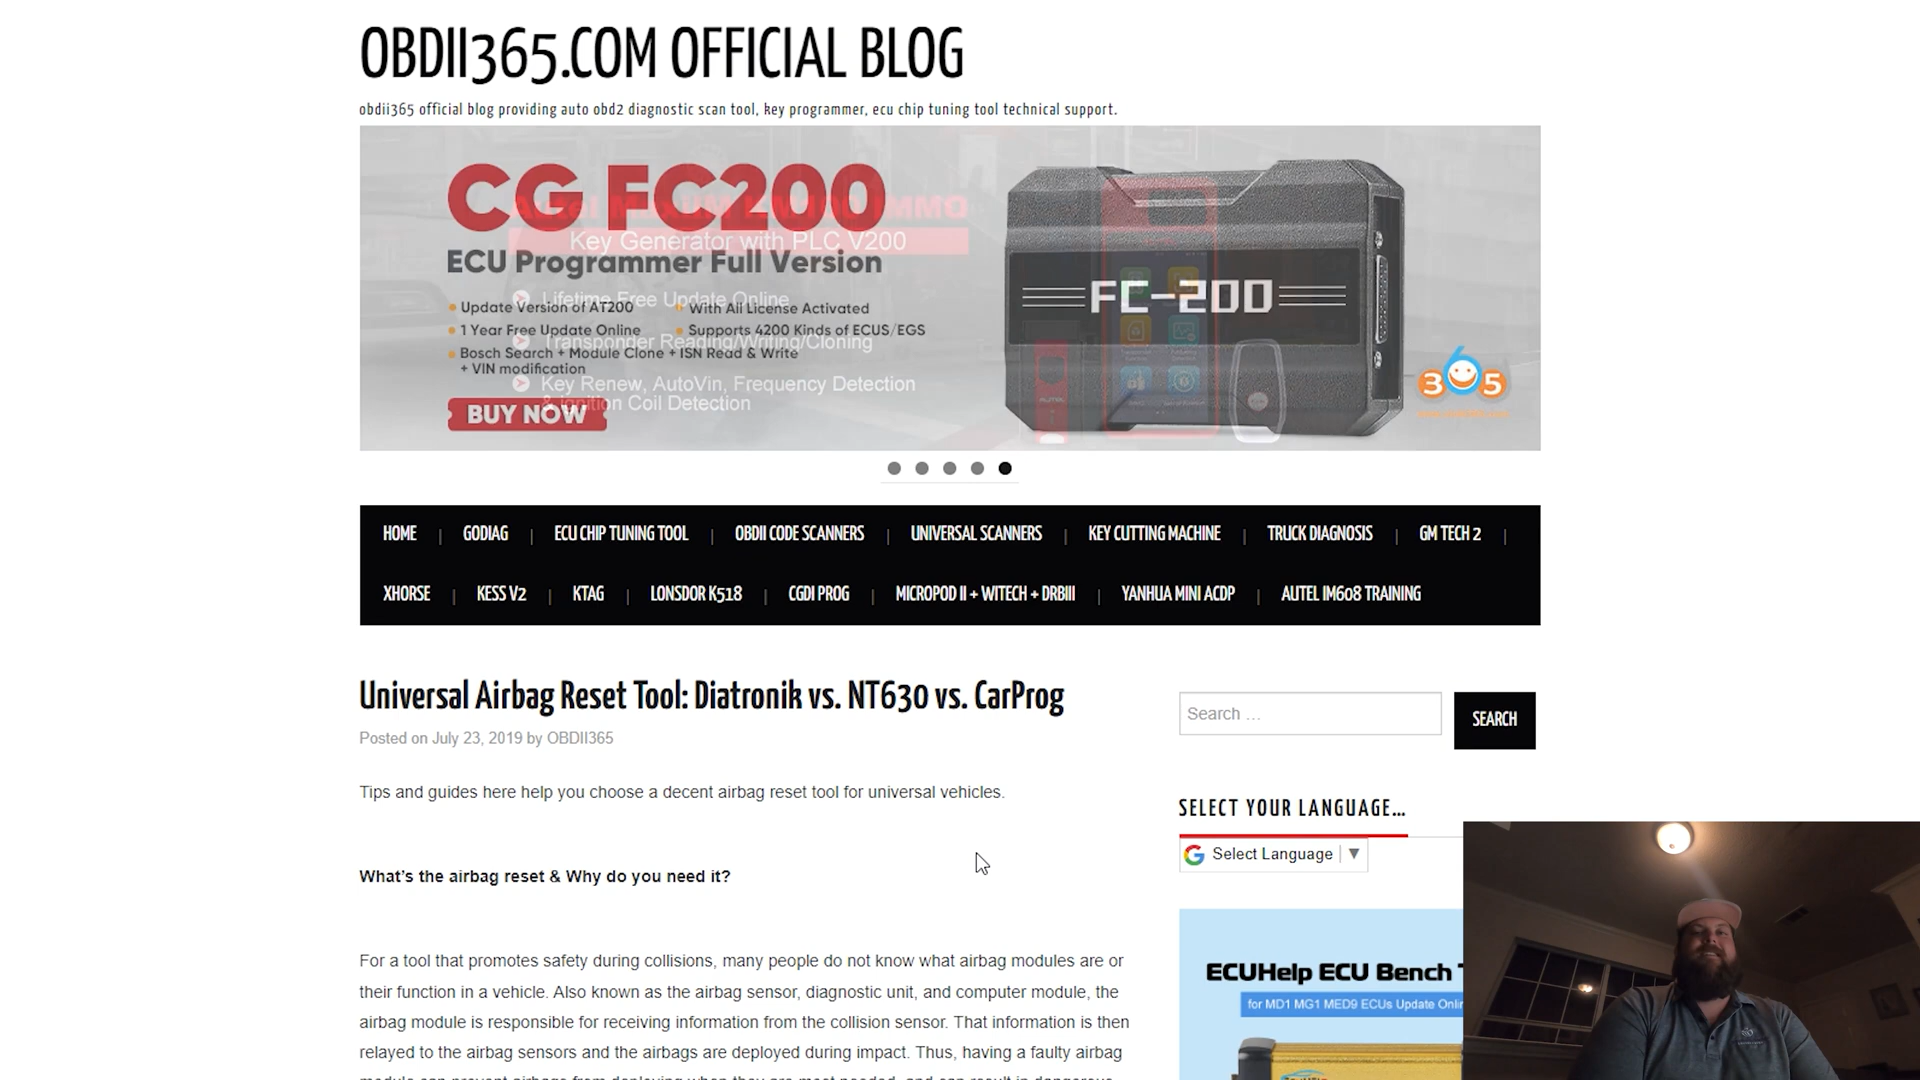 OBDII365.COM OFFICIAL BLOG
obdii365 official blog providing auto obd2 diagnostic scan tool, key programmer, ecu chip tuning tool technical support.
CG FC200
Key Generator with PLC V200
ECU Programmer Full Version
Lifetime Free Update Online
Update Version of AT200
With All License Activated
1 Year Free Update Online
Supports 4200 Kinds of ECUS/EGS
Transponder Reading/Writing/Cloning
Bosch Search + Module Clone + ISN Read & Write
+ VIN modification
Key Renew, AutoVin, Frequency Detection
& Ignition Coil Detection
BUY NOW
FC-200
365
HOME | GODIAG | ECU CHIP TUNING TOOL | OBDII CODE SCANNERS | UNIVERSAL SCANNERS | KEY CUTTING MACHINE | TRUCK DIAGNOSIS | GM TECH 2 |
XHORSE | KESS V2 | KTAG | LONSDOR K518 | CGDI PROG | MICROPOD II + WITECH + DRBIII | YANHUA MINI ACDP | AUTEL IM608 TRAINING
Universal Airbag Reset Tool: Diatronik vs. NT630 vs. CarProg
Posted on July 23, 2019 by OBDII365
Tips and guides here help you choose a decent airbag reset tool for universal vehicles.
What's the airbag reset & Why do you need it?
For a tool that promotes safety during collisions, many people do not know what airbag modules are or
their function in a vehicle. Also known as the airbag sensor, diagnostic unit, and computer module, the
airbag module is responsible for receiving information from the collision sensor. That information is then
relayed to the airbag sensors and the airbags are deployed during impact. Thus, having a faulty airbag
Search …
SEARCH
SELECT YOUR LANGUAGE…
Select Language ▼
ECUHelp ECU Bench
for MD1 MG1 MED9 ECUs Update